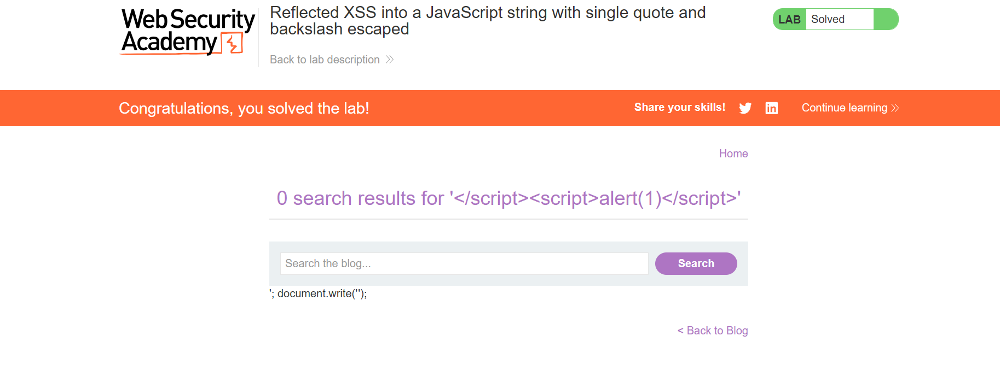 Web Security
Academy
Reflected XSS into a JavaScript string with single quote and
backslash escaped
LAB Solved
Back to lab description
Congratulations, you solved the lab!
Share your skills!
Continue learning
Home
0 search results for '</script><script>alert(1)</script>'
Search the blog...
Search
'; document.write('');
< Back to Blog